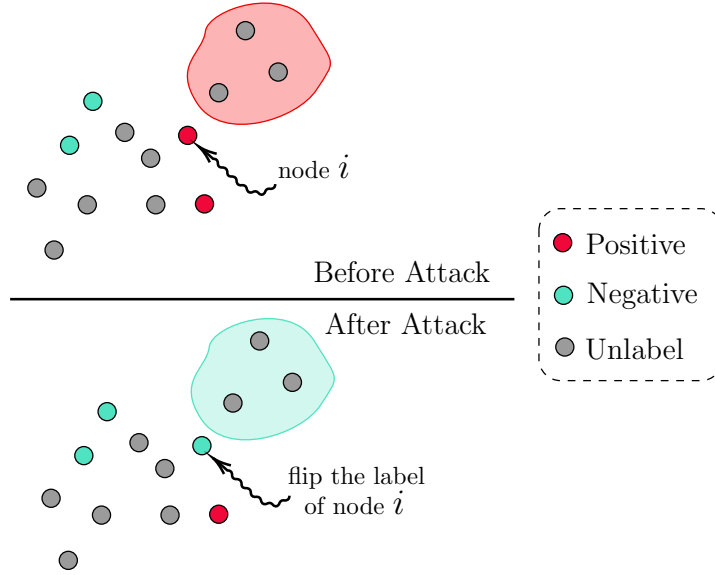 node i
Before Attack
After Attack
flip the label
of node i
Positive
Negative
Unlabel